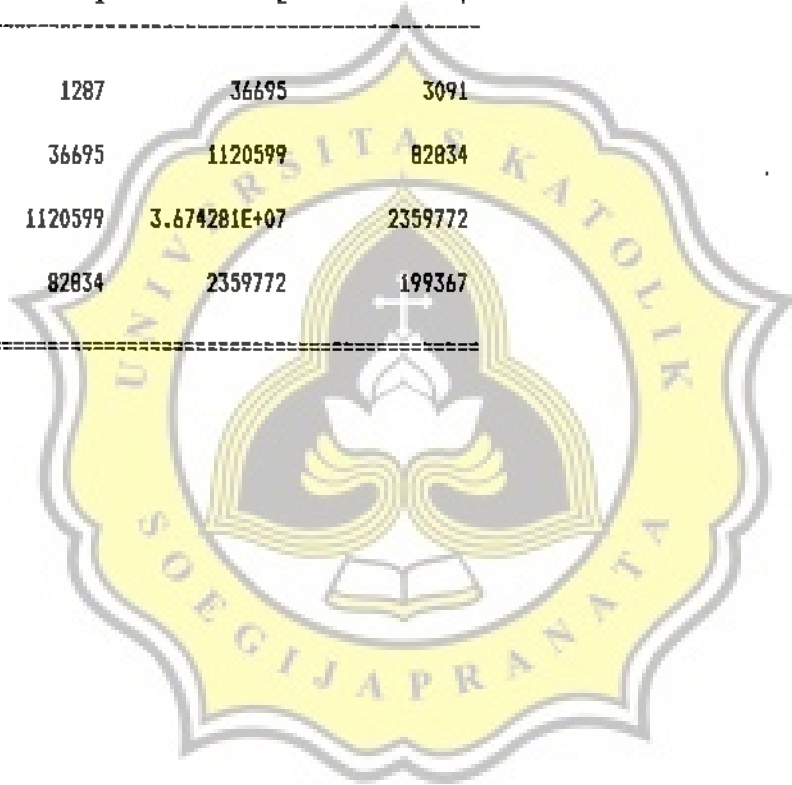 1287 36695 3091
36695 1120599 82834
1120599 3.674281E+07 2359772
82834 2359772 199367
UNIVERSITAS KATOLIK
SOEGIJAPRANATA